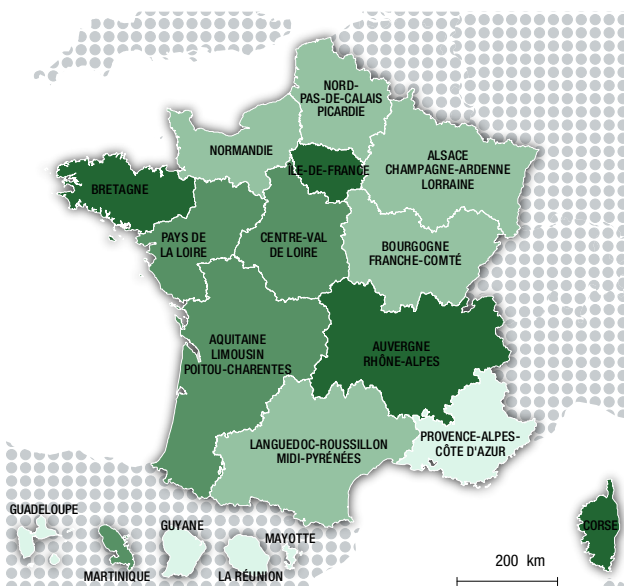 NORD-
PAS-DE-CALAIS
PICARDIE
NORMANDIE
ÎLE-DE-FRANCE
ALSACE
CHAMPAGNE-ARDENNE
LORRAINE
BRETAGNE
PAYS DE
LA LOIRE
CENTRE-VAL
DE LOIRE
BOURGOGNE
FRANCHE-COMTÉ
AQUITAINE
LIMOUSIN
POITOU-CHARENTES
AUVERGNE
RHÔNE-ALPES
LANGUEDOC-ROUSSILLON
MIDI-PYRÉNÉES
PROVENCE-ALPES-
CÔTE D'AZUR
GUADELOUPE
MARTINIQUE
GUYANE
LA RÉUNION
MAYOTTE
CORSE
200 km